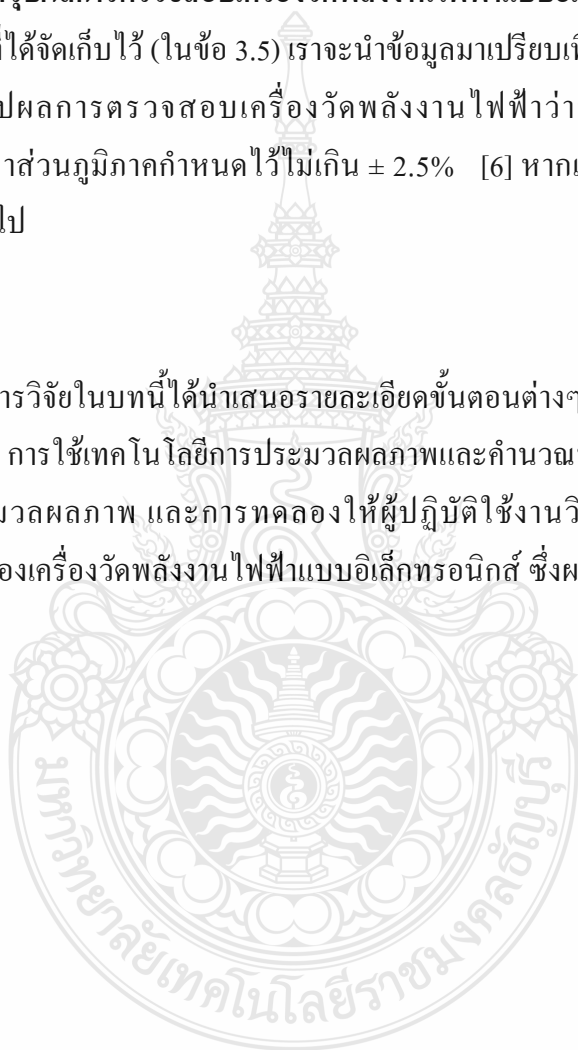 ที่ได้จัดเก็บไว้ (ในข้อ 3.5) เราจะนำข้อมูลมาเปรียบเ
ปผลการตรวจสอบเครื่องวัดพลังงานไฟฟ้าว่า
าส่วนภูมิภาคกำหนดไว้ไม่เกิน ± 2.5% [6] หาก
ไป
ารวิจัยในบทนี้ได้นำเสนอรายละเอียดขั้นตอนต่างๆ
การใช้เทคโนโลยีการประมวลผลภาพและคำนวณ
มวลผลภาพ และการทดลองให้ผู้ปฏิบัติใช้งานวิ
องเครื่องวัดพลังงานไฟฟ้าแบบอิเล็กทรอนิกส์ ซึ่งผ
มหาวิทยาลัยเทคโนโลยีราชมงคลธัญบุรี